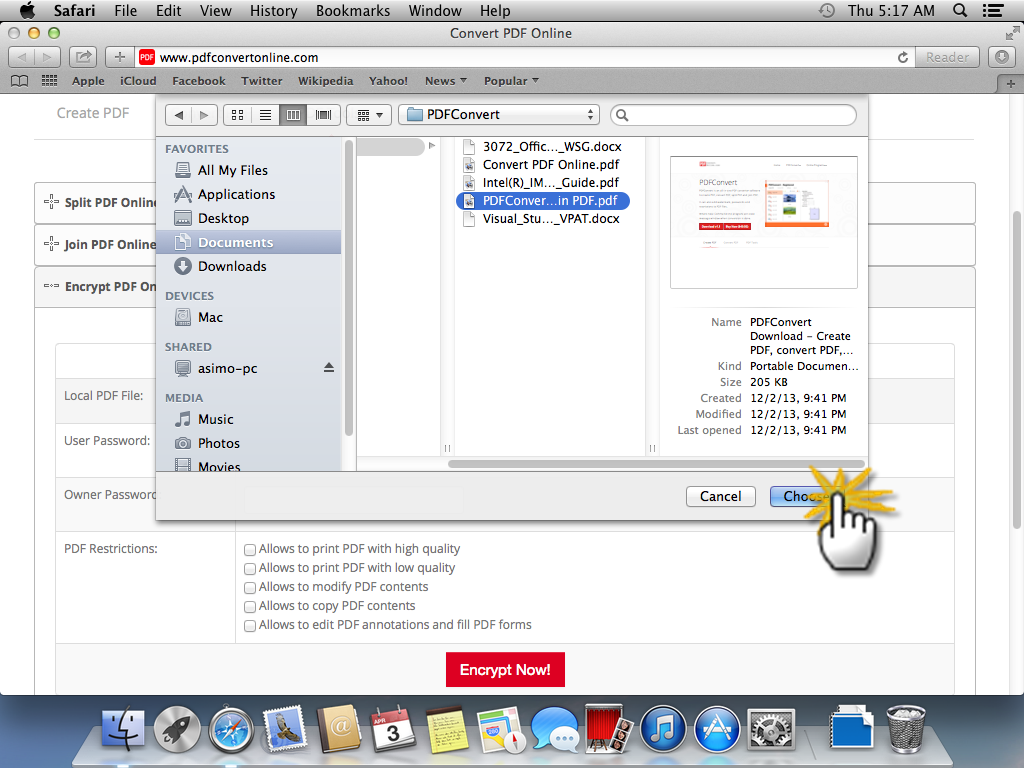 Safari File Edit View History Bookmarks Window Help Thu 5:17 AM
Convert PDF Online
PDF www.pdfconvertonline.com Reader
Apple iCloud Facebook Twitter Wikipedia Yahoo! News Popular
Create PDF
PDFConvert
FAVORITES
All My Files
Applications
Desktop
Documents
Downloads
DEVICES
Mac
SHARED
asimo-pc
MEDIA
Music
Photos
Movies
3072_Offic..._WSG.docx
Convert PDF Online.pdf
Intel(R)_IM..._Guide.pdf
PDFConver...in PDF.pdf
Visual_Stu..._VPAT.docx
PDFConvert
Name PDFConvert
Download – Create
PDF, convert PDF,...
Kind Portable Documen...
Size 205 KB
Created 12/2/13, 9:41 PM
Modified 12/2/13, 9:41 PM
Last opened 12/2/13, 9:41 PM
Cancel Choose
Split PDF Online
Join PDF Online
Encrypt PDF On
Local PDF File:
User Password:
Owner Password
PDF Restrictions:
Allows to print PDF with high quality
Allows to print PDF with low quality
Allows to modify PDF contents
Allows to copy PDF contents
Allows to edit PDF annotations and fill PDF forms
Encrypt Now!
APR
3